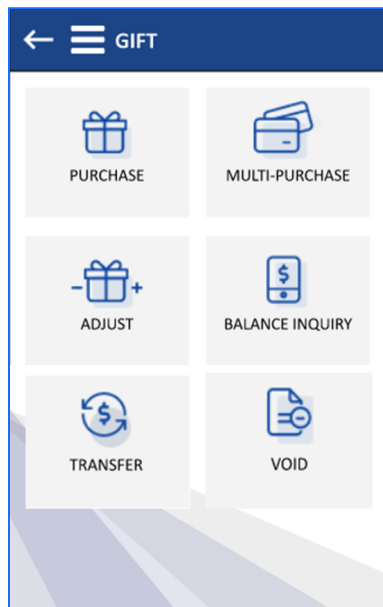 GIFT
PURCHASE
MULTI-PURCHASE
ADJUST
BALANCE INQUIRY
TRANSFER
VOID